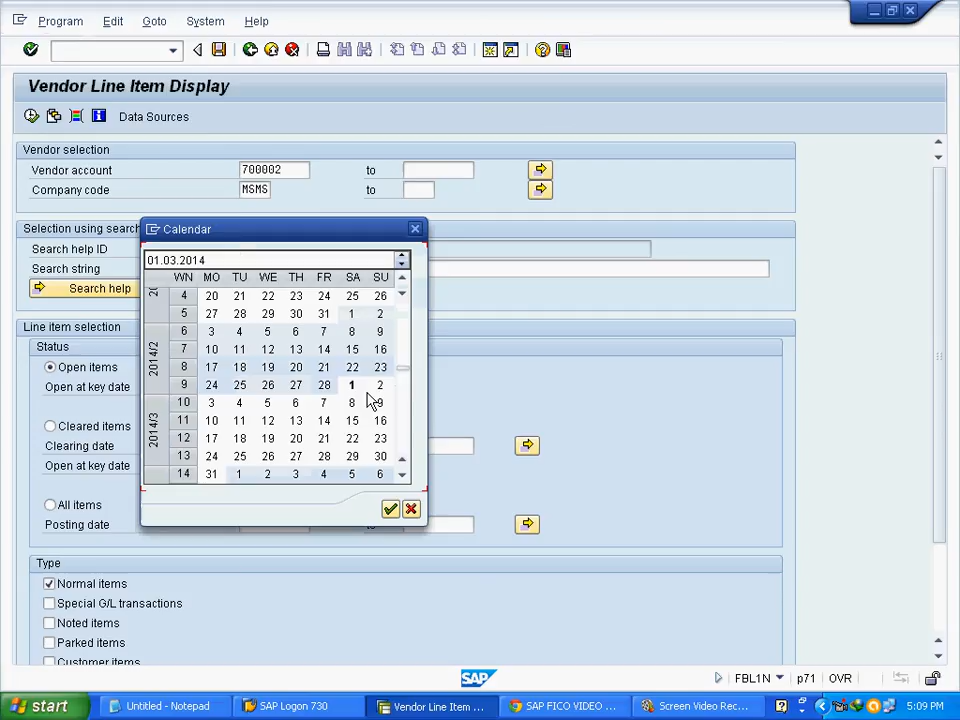 Program Edit Goto System Help
Vendor Line Item Display
Data Sources
Vendor selection
Vendor account 700002 to
Company code MSMS to
Selection using search
Search help ID
Search string
Search help
Line item selection
Status
Open items
Open at key date
Cleared items
Clearing date
Open at key date
All items
Posting date to
Type
Normal items
Special G/L transactions
Noted items
Parked items
Customer items
Calendar
01.03.2014
WN MO TU WE TH FR SA SU
4 20 21 22 23 24 25 26
5 27 28 29 30 31 1 2
6 3 4 5 6 7 8 9
2014/2
7 10 11 12 13 14 15 16
8 17 18 19 20 21 22 23
9 24 25 26 27 28 1 2
10 3 4 5 6 7 8 9
2014/3
11 10 11 12 13 14 15 16
12 17 18 19 20 21 22 23
13 24 25 26 27 28 29 30
14 31 1 2 3 4 5 6
SAP
FBL1N p71 OVR
start Untitled - Notepad SAP Logon 730 Vendor Line Item ... SAP FICO VIDEO ... Screen Video Rec... 5:09 PM